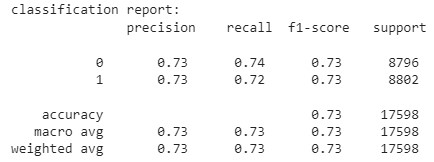 classification report:
precision recall f1-score support
0 0.73 0.74 0.73 8796
1 0.73 0.72 0.73 8802
accuracy 0.73 17598
macro avg 0.73 0.73 0.73 17598
weighted avg 0.73 0.73 0.73 17598